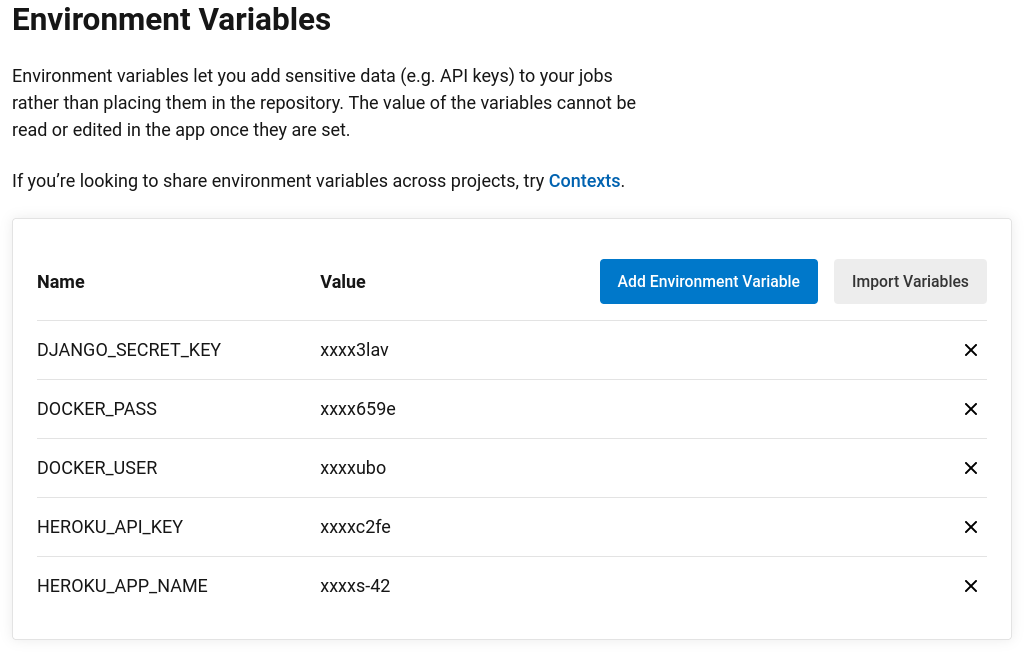 Environment Variables
Environment variables let you add sensitive data (e.g. API keys) to your jobs
rather than placing them in the repository. The value of the variables cannot be
read or edited in the app once they are set.
If you’re looking to share environment variables across projects, try Contexts.
Name Value Add Environment Variable Import Variables
DJANGO_SECRET_KEY xxxx3lav
DOCKER_PASS xxxx659e
DOCKER_USER xxxxubo
HEROKU_API_KEY xxxxc2fe
HEROKU_APP_NAME xxxxs-42